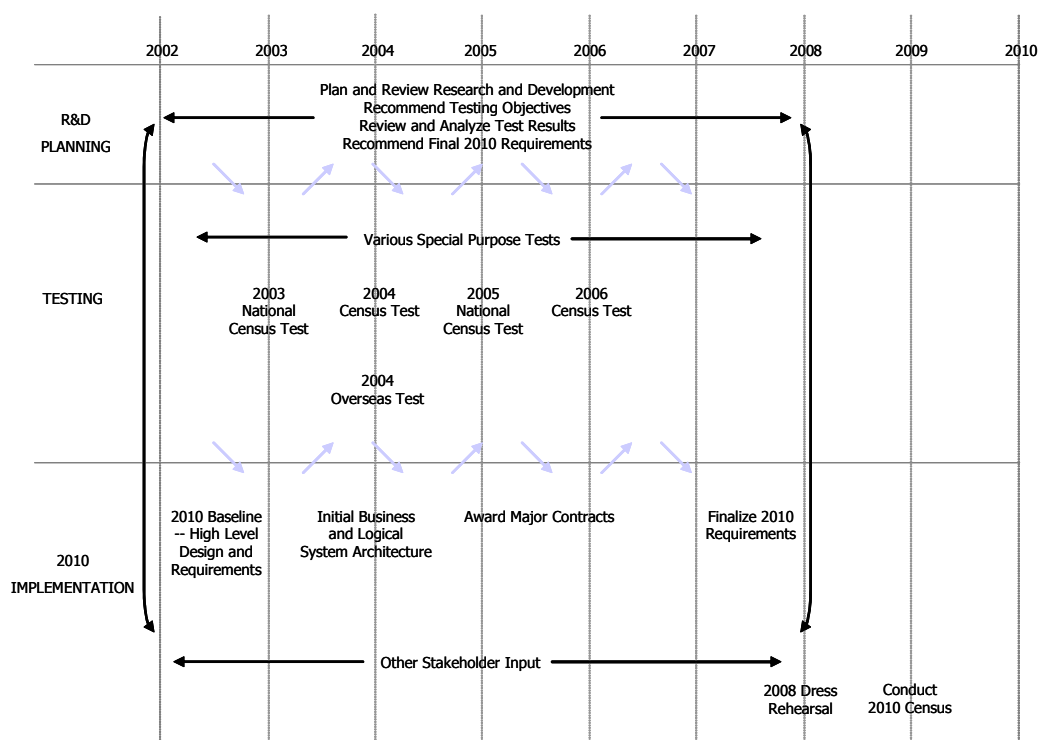 2002 2003 2004 2005 2006 2007 2008 2009 2010
R&D
PLANNING
Plan and Review Research and Development
Recommend Testing Objectives
Review and Analyze Test Results
Recommend Final 2010 Requirements
TESTING
Various Special Purpose Tests
2003
National
Census Test
2004
Census Test
2005
National
Census Test
2006
Census Test
2004
Overseas Test
2010
IMPLEMENTATION
2010 Baseline
-- High Level
Design and
Requirements
Initial Business
and Logical
System Architecture
Award Major Contracts
Finalize 2010
Requirements
Other Stakeholder Input
2008 Dress
Rehearsal
Conduct
2010 Census